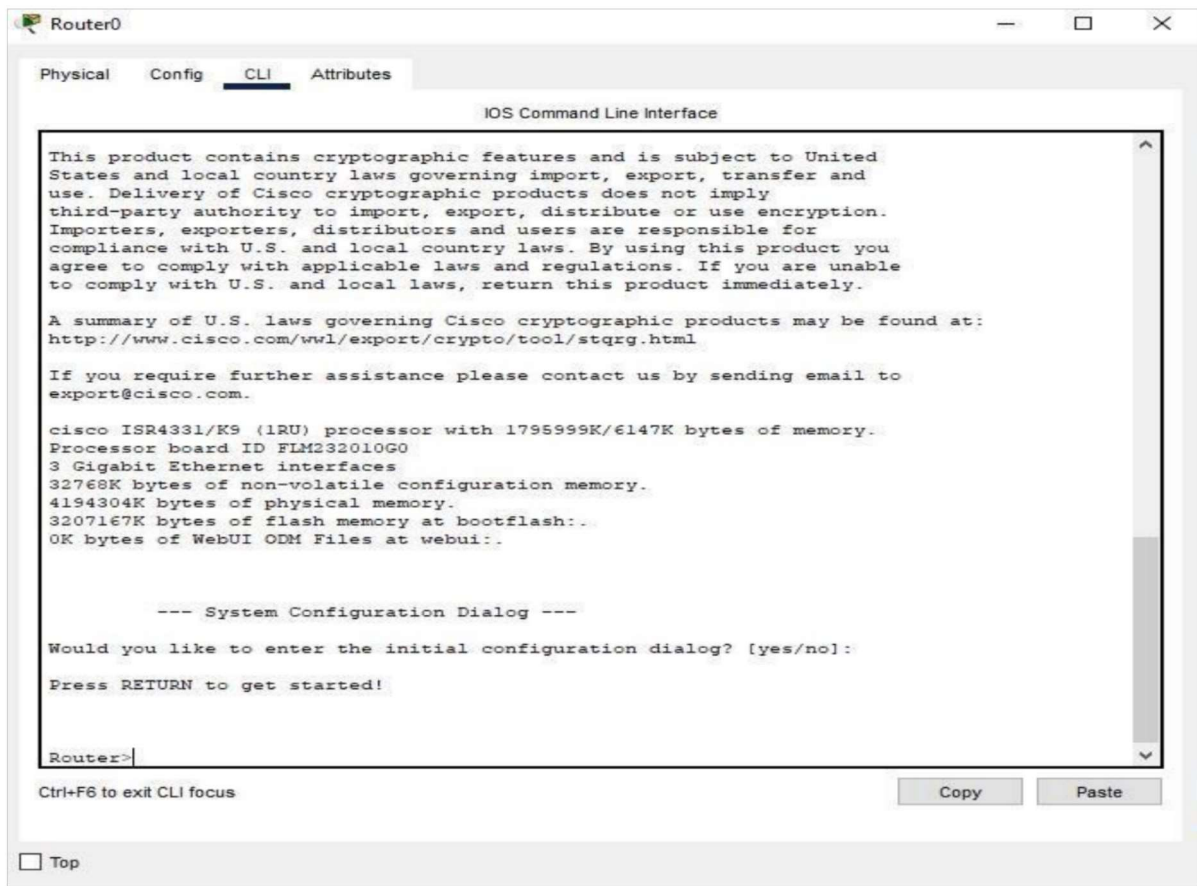 Router0
Physical Config CLI Attributes
IOS Command Line Interface
This product contains cryptographic features and is subject to United
States and local country laws governing import, export, transfer and
use. Delivery of Cisco cryptographic products does not imply
third-party authority to import, export, distribute or use encryption.
Importers, exporters, distributors and users are responsible for
compliance with U.S. and local country laws. By using this product you
agree to comply with applicable laws and regulations. If you are unable
to comply with U.S. and local laws, return this product immediately.
A summary of U.S. laws governing Cisco cryptographic products may be found at:
http://www.cisco.com/wwl/export/crypto/tool/stqrg.html
If you require further assistance please contact us by sending email to
export@cisco.com.
cisco ISR4331/K9 (1RU) processor with 1795999K/6147K bytes of memory.
Processor board ID FLM232010G0
3 Gigabit Ethernet interfaces
32768K bytes of non-volatile configuration memory.
4194304K bytes of physical memory.
3207167K bytes of flash memory at bootflash:.
0K bytes of WebUI ODM Files at webui:.
--- System Configuration Dialog ---
Would you like to enter the initial configuration dialog? [yes/no]:
Press RETURN to get started!
Router>
Ctrl+F6 to exit CLI focus
Copy Paste
Top